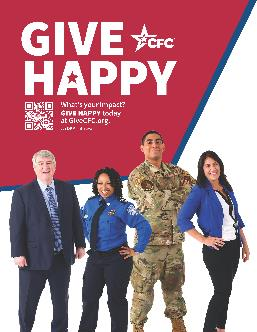 GIVE
CFC
HAPPY
What's your impact?
GIVE HAPPY today
at GiveCFC.org.